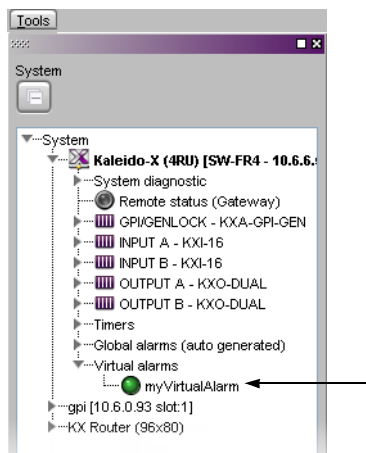 Tools
System
System
Kaleido-X (4RU) [SW-FR4 - 10.6.6.
System diagnostic
Remote status (Gateway)
GPI/GENLOCK - KXA-GPI-GEN
INPUT A - KXI-16
INPUT B - KXI-16
OUTPUT A - KXO-DUAL
OUTPUT B - KXO-DUAL
Timers
Global alarms (auto generated)
Virtual alarms
myVirtualAlarm
gpi [10.6.0.93 slot:1]
KX Router (96x80)